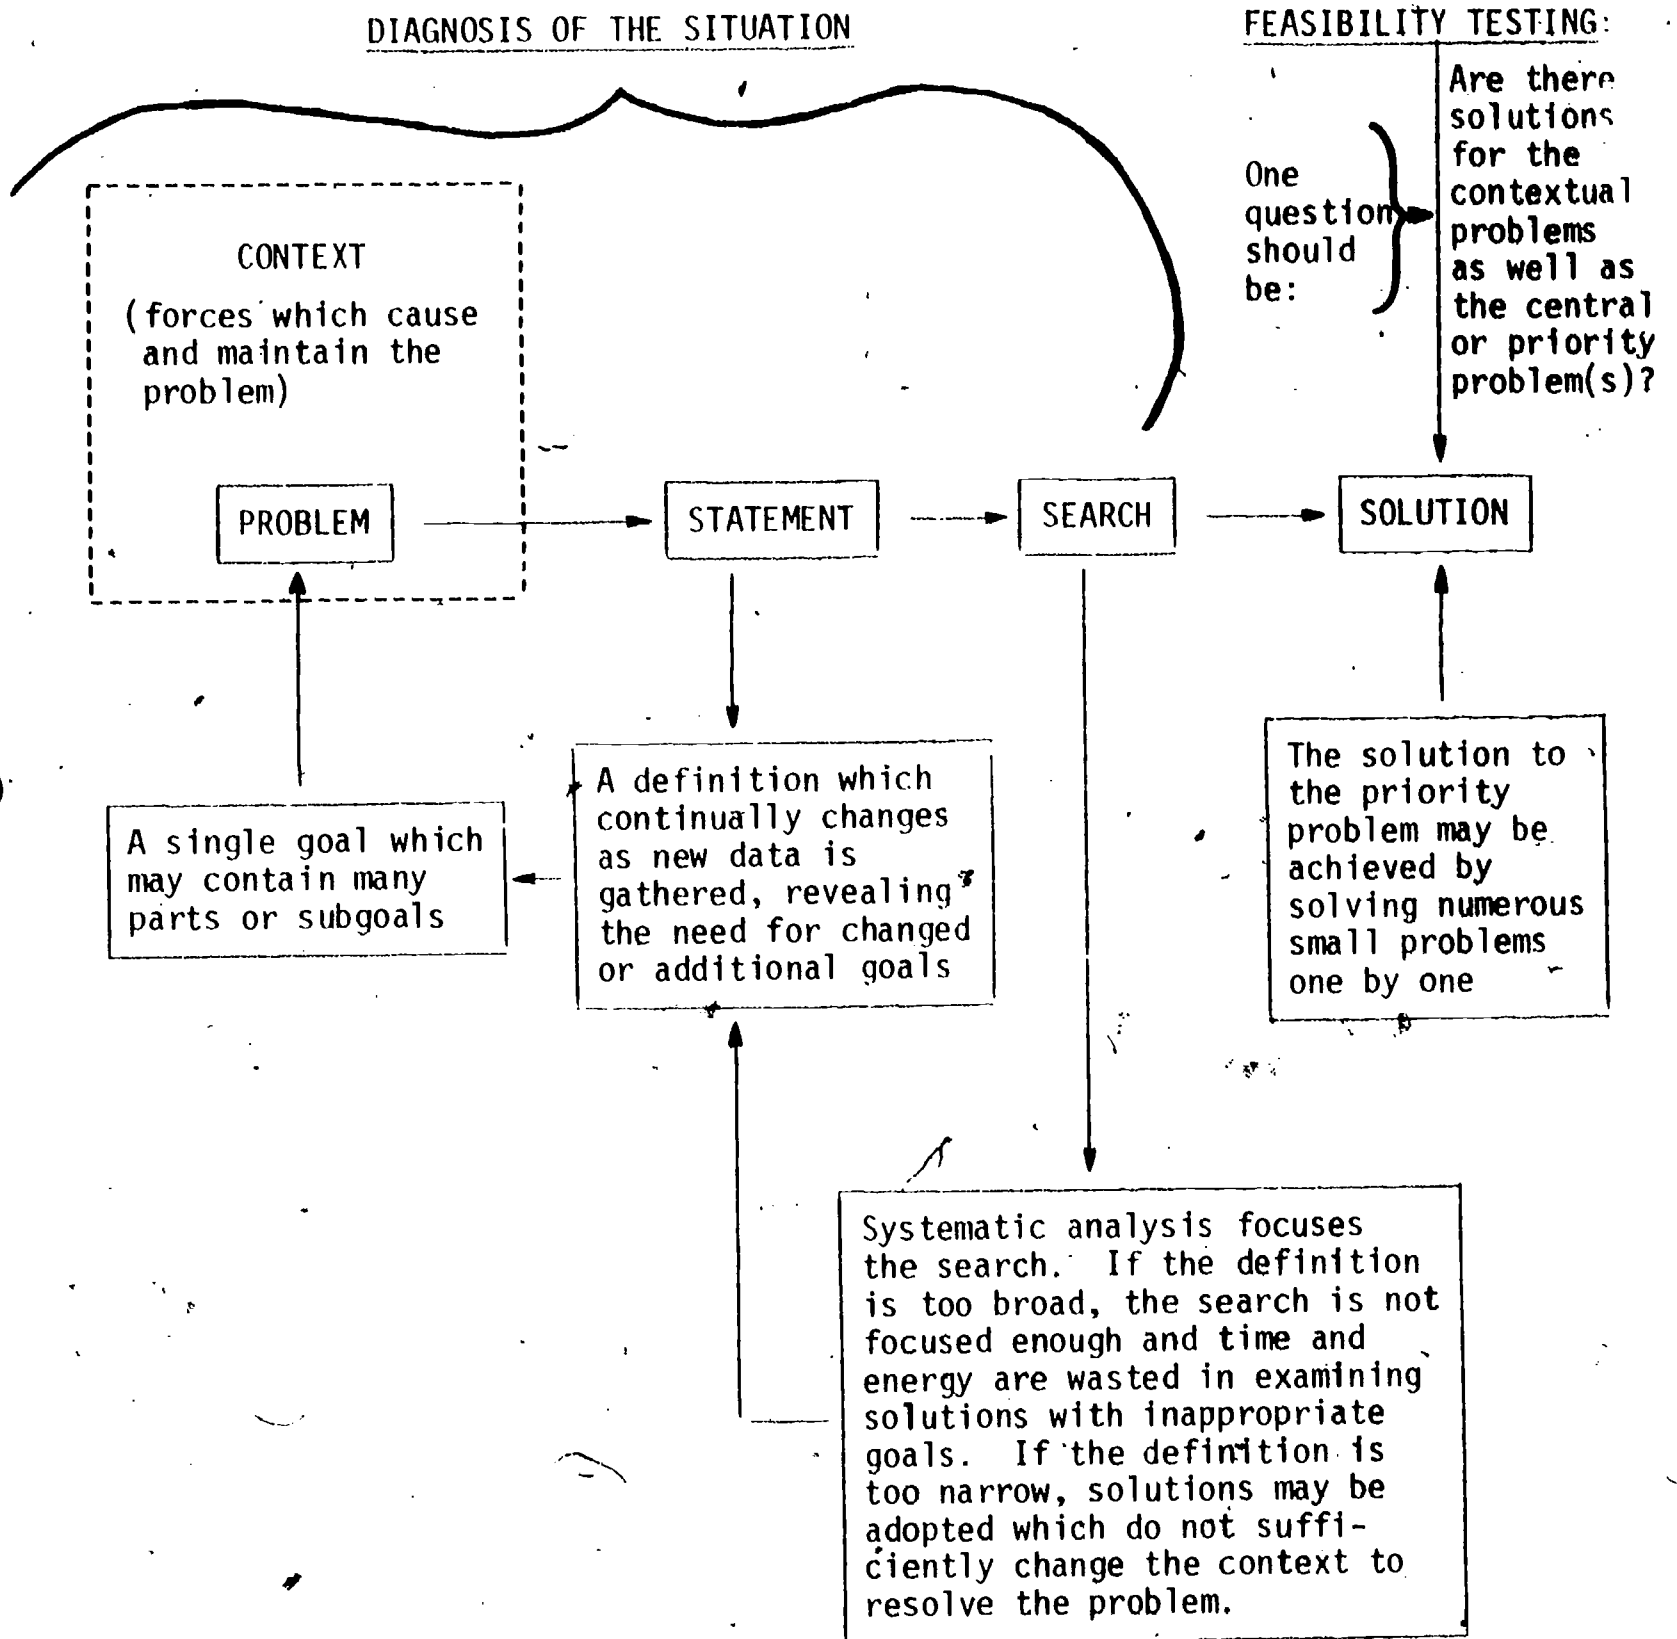 DIAGNOSIS OF THE SITUATION
FEASIBILITY TESTING:
One
question
should
be:
Are there
solutions
for the
contextual
problems
as well as
the central
or priority
problem(s)?
CONTEXT
(forces which cause
and maintain the
problem)
PROBLEM
STATEMENT
SEARCH
SOLUTION
A single goal which
may contain many
parts or subgoals
A definition which
continually changes
as new data is
gathered, revealing
the need for changed
or additional goals
The solution to
the priority
problem may be
achieved by
solving numerous
small problems
one by one
Systematic analysis focuses
the search. If the definition
is too broad, the search is not
focused enough and time and
energy are wasted in examining
solutions with inappropriate
goals. If the definition is
too narrow, solutions may be
adopted which do not suffi-
ciently change the context to
resolve the problem.